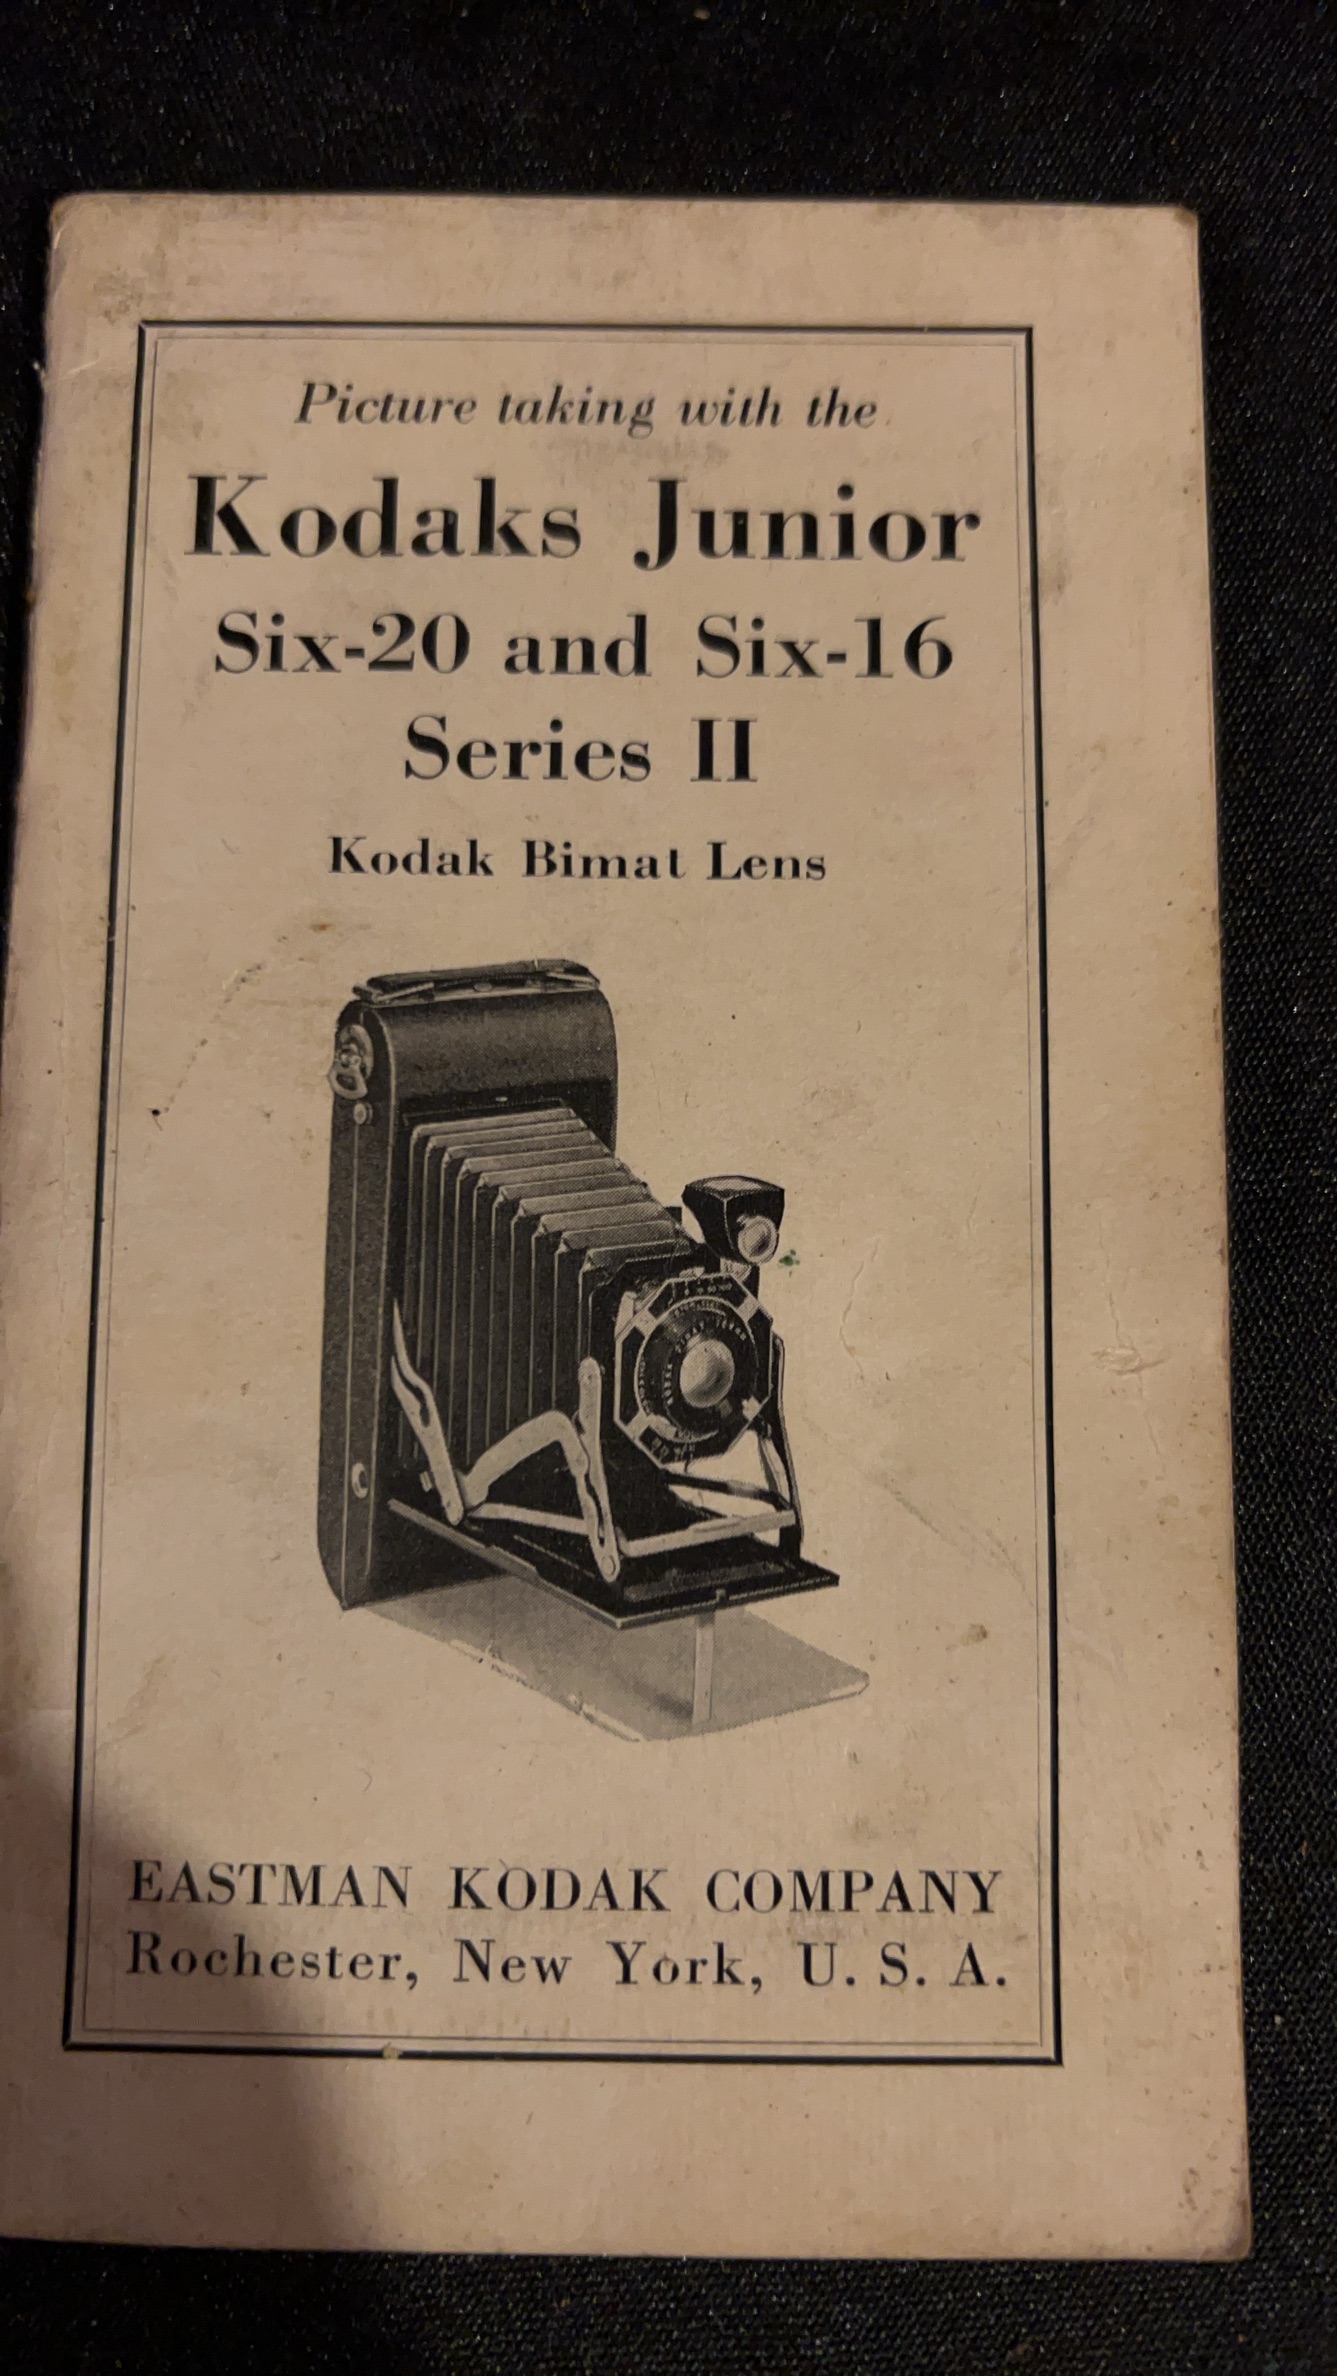 Picture taking with the
Kodaks Junior
Six-20 and Six-16
Series II
Kodak Bimat Lens
EASTMAN KODAK COMPANY
Rochester, New York, U. S. A.